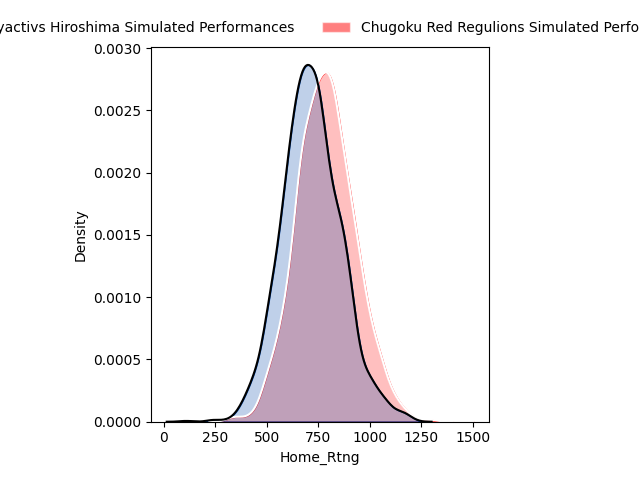 yactivs Hiroshima Simulated Performances
Chugoku Red Regulions Simulated Perfo
0.0030
0.0025
0.0020
0.0015
0.0010
0.0005
0.0000
Density
0 250 500 750 1000 1250 1500
Home_Rtng